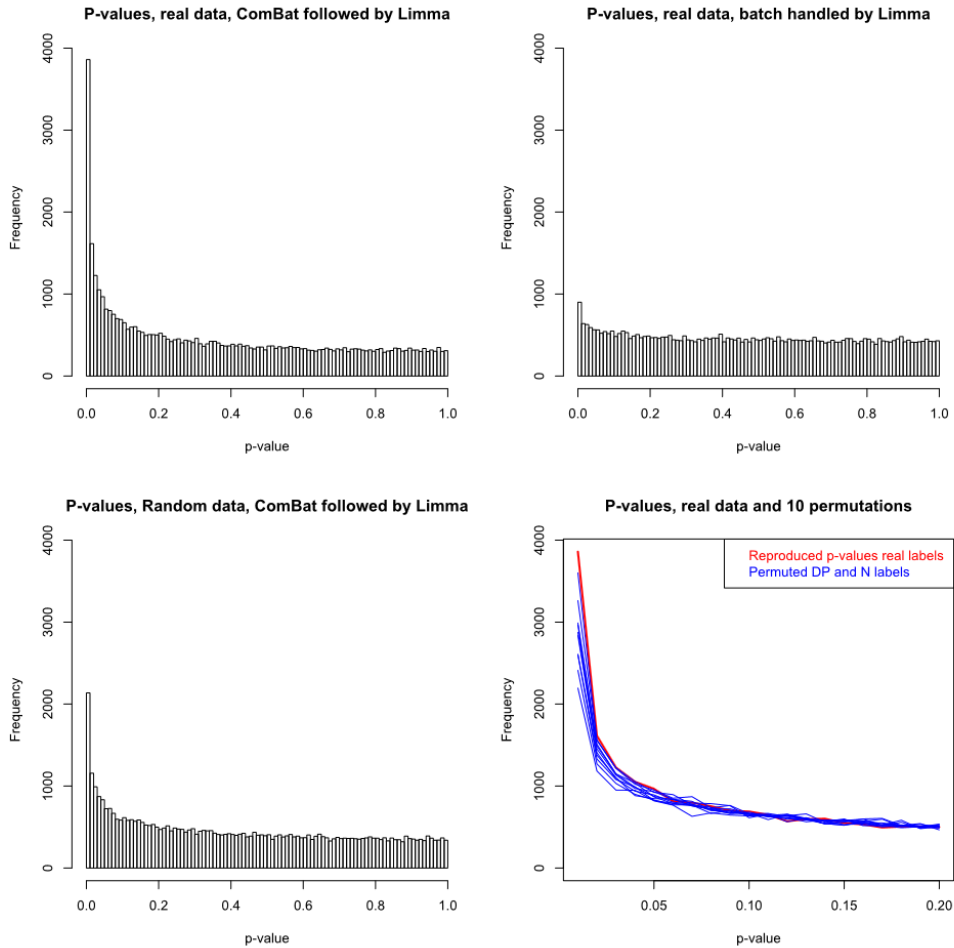 P-values, real data, ComBat followed by Limma
4000
3000
2000
1000
0
Frequency
0.0 0.2 0.4 0.6 0.8 1.0
p-value
P-values, real data, batch handled by Limma
4000
3000
2000
1000
0
Frequency
0.0 0.2 0.4 0.6 0.8 1.0
p-value
P-values, Random data, ComBat followed by Limma
4000
3000
2000
1000
0
Frequency
0.0 0.2 0.4 0.6 0.8 1.0
p-value
P-values, real data and 10 permutations
Reproduced p-values real labels
Permuted DP and N labels
4000
3000
2000
1000
0
Frequency
0.05 0.10 0.15 0.20
p-value